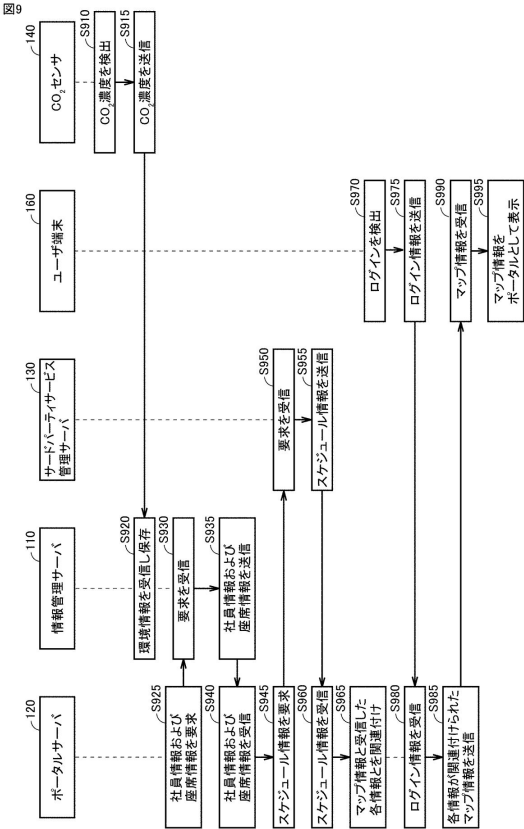 図9
120
ポータルサーバ
110
情報管理サーバ
130
サードパーティサービス
管理サーバ
160
ユーザ端末
140
CO2センサ
S910
CO2濃度を検出
S915
CO2濃度を送信
S920
環境情報を受信し保存
S925
社員情報および
座席情報を要求
S930
要求を受信
S935
社員情報および
座席情報を送信
S940
社員情報および
座席情報を受信
S945
スケジュール情報を要求
S950
要求を受信
S955
スケジュール情報を送信
S960
スケジュール情報を受信
S965
マップ情報と受信した
各情報とを関連付け
S970
ログインを検出
S975
ログイン情報を送信
S980
ログイン情報を受信
S985
各情報が関連付けられた
マップ情報を送信
S990
マップ情報を受信
S995
マップ情報を
ポータルとして表示